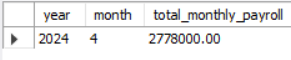 year month total_monthly_payroll
2024 4 2778000.00